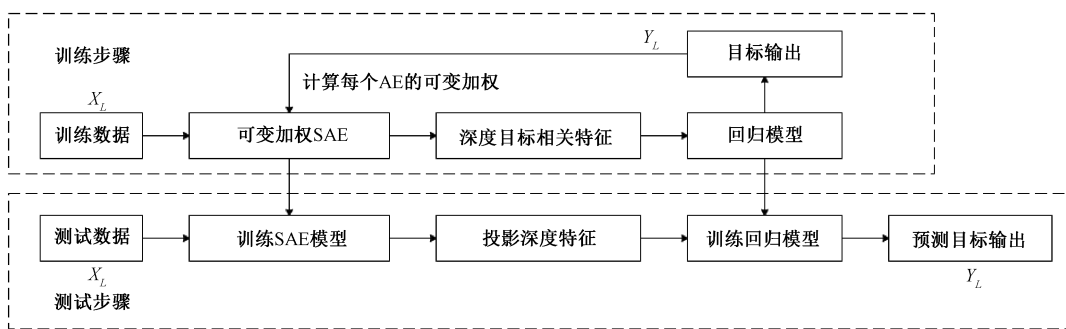 训练步骤
Y_L
目标输出
计算每个AE的可变加权
X_L
训练数据
可变加权SAE
深度目标相关特征
回归模型
测试数据
训练SAE模型
投影深度特征
训练回归模型
预测目标输出
X_L
Y_L
测试步骤